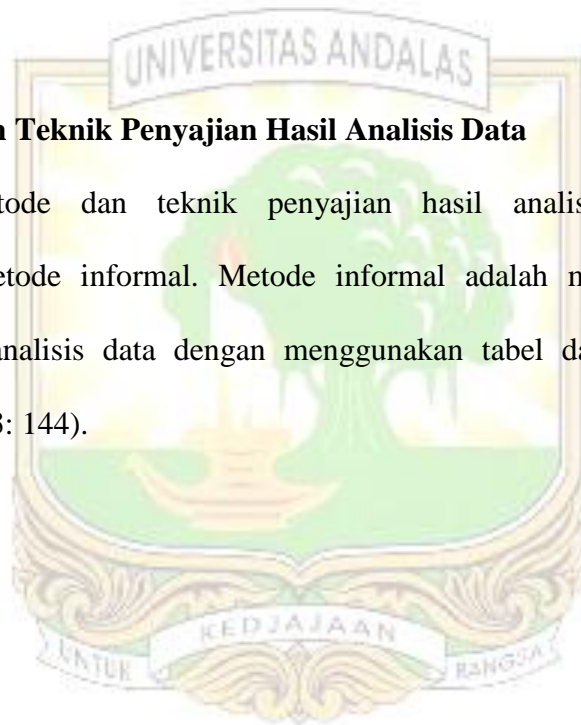 UNIVERSITAS ANDALAS
n Teknik Penyajian Hasil Analisis Data
tode dan teknik penyajian hasil analis
etode informal. Metode informal adalah m
analisis data dengan menggunakan tabel da
3: 144).
KEDJAJAAN
UNTUK BANGSA